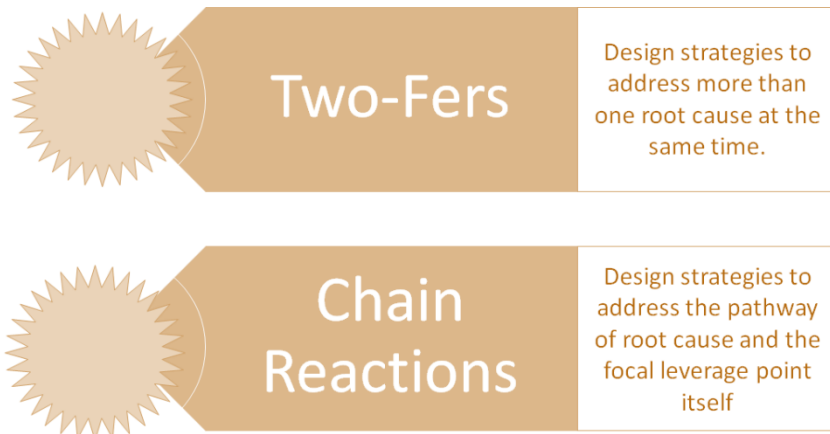 Two-Fers
Design strategies to
address more than
one root cause at the
same time.
Chain
Reactions
Design strategies to
address the pathway
of root cause and the
focal leverage point
itself